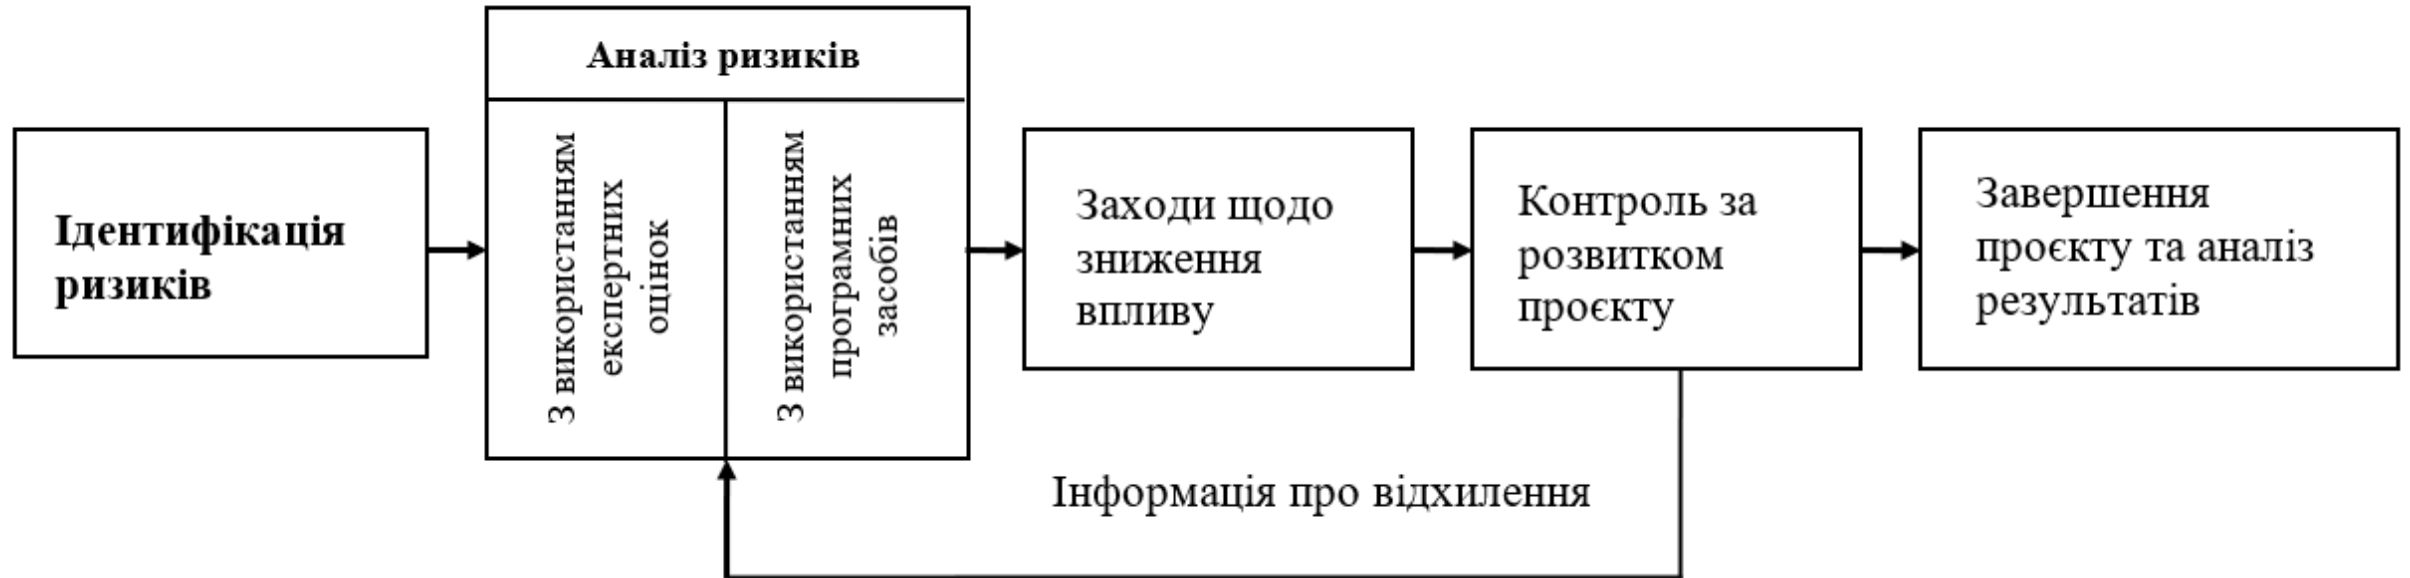 Ідентифікація
ризиків
Аналіз ризиків
З використанням
експертних
оцінок
З використанням
програмних
засобів
Заходи щодо
зниження
впливу
Контроль за
розвитком
проєкту
Завершення
проєкту та аналіз
результатів
Інформація про відхилення